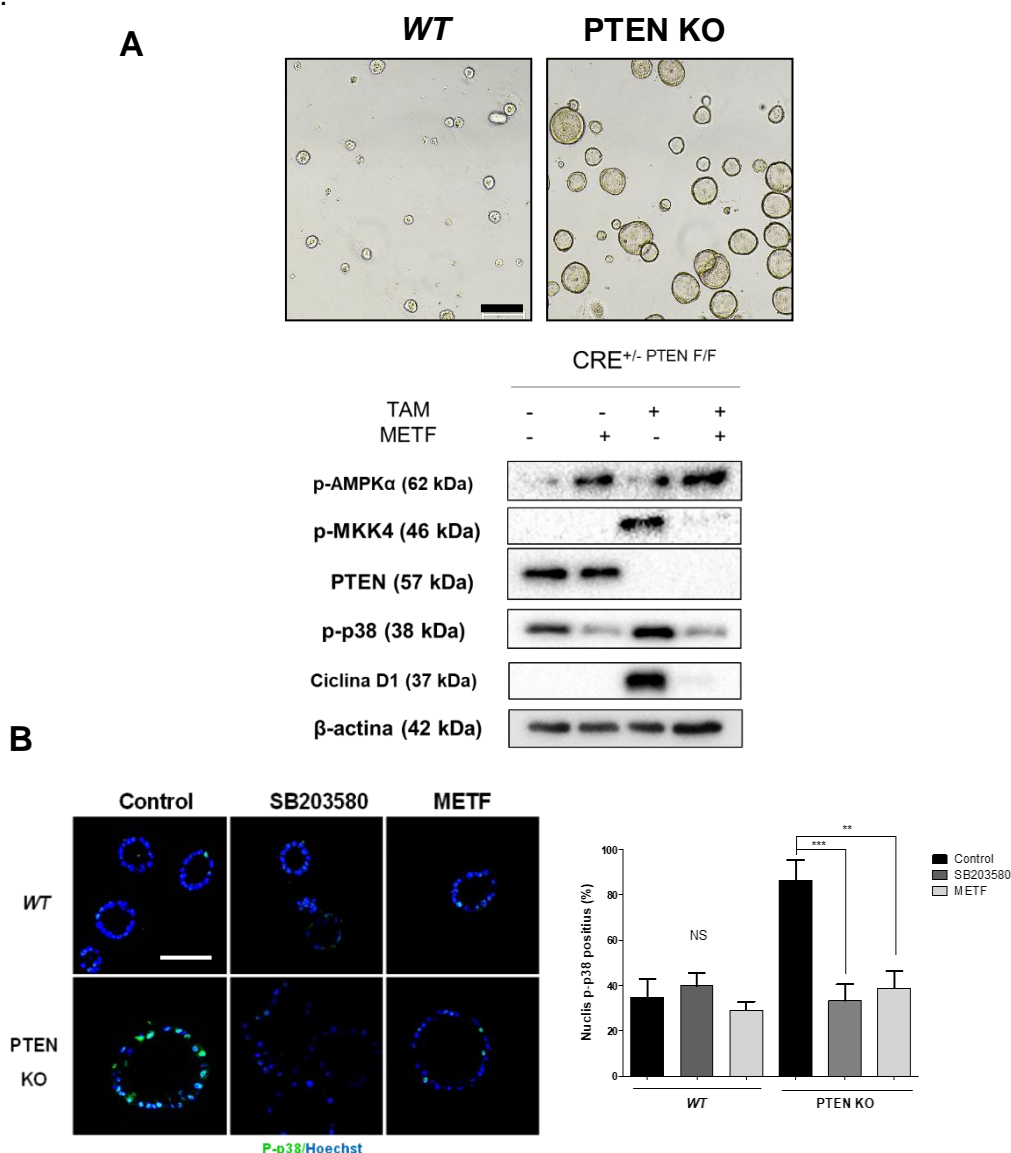 .
A
WT PTEN KO
CRE+/- PTEN F/F
TAM - - + +
METF - + - +
p-AMPKα (62 kDa)
p-MKK4 (46 kDa)
PTEN (57 kDa)
p-p38 (38 kDa)
Ciclina D1 (37 kDa)
β-actina (42 kDa)
B
Control SB203580 METF
WT
PTEN
KO
P-p38/Hoechst
Nuclis p-p38 positius (%)
100
80
60
40
20
0
NS
***
**
WT PTEN KO
Control
SB203580
METF